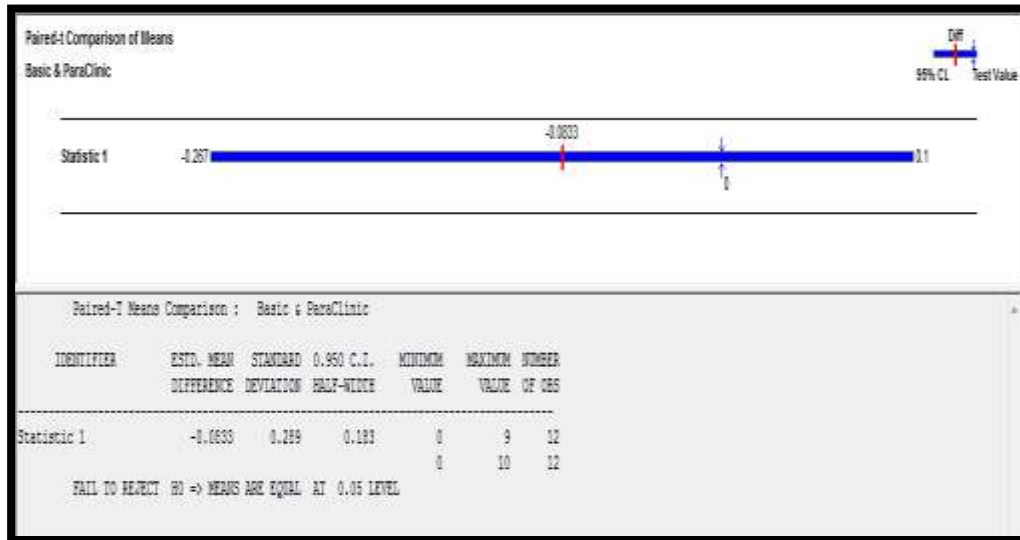 Paired-t Comparison of Means
Basic & ParaClinic
Diff
95% CL Test Value
-0.0833
Statistic 1 -0.267 0.1
0
Paired-T Means Comparison : Basic & ParaClinic
IDENTIFIER ESTD. MEAN STANDARD 0.950 C.I. MINIMUM MAXIMUM NUMBER
DIFFERENCE DEVIATION HALF-WIDTH VALUE VALUE OF OBS
Statistic 1 -0.0833 0.289 0.183 0 9 12
0 10 12
FAIL TO REJECT H0 => MEANS ARE EQUAL AT 0.05 LEVEL